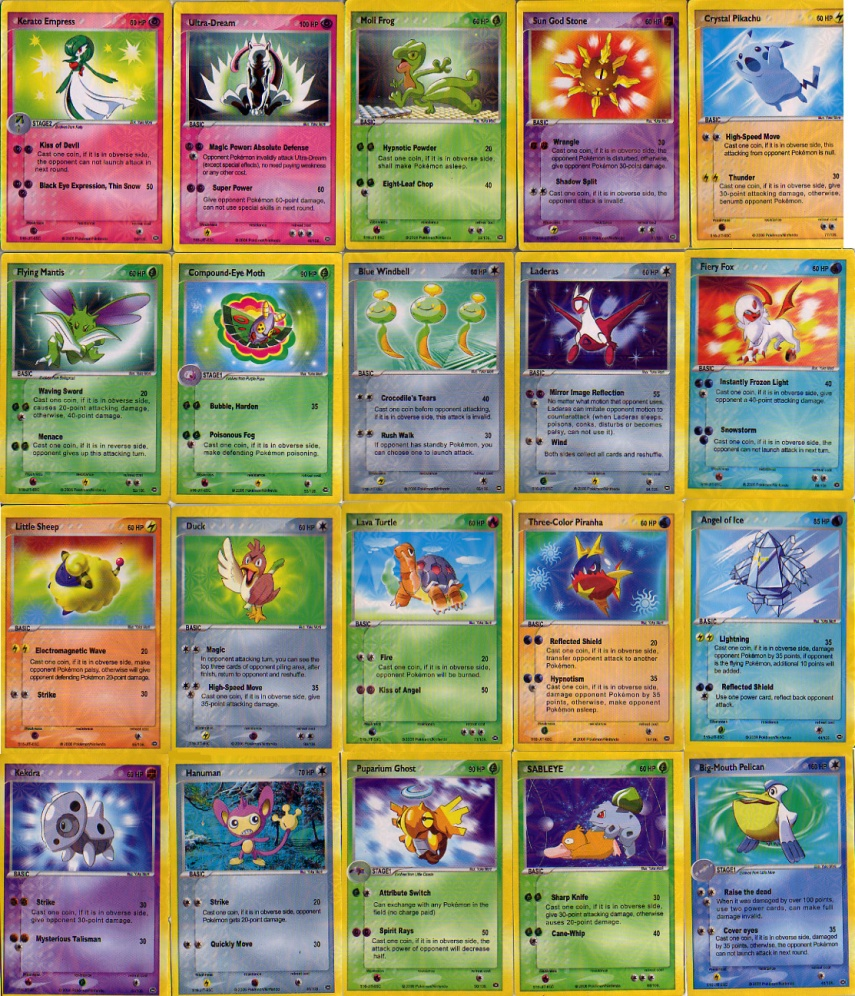 Kerato Empress 60 HP
STAGE2
Kiss of Devil
Cast one coin, if it is in obverse side,
the opponent can not launch attack in
next round.
Black Eye Expression, Thin Snow 50
Ultra-Dream 100 HP
BASIC
Magic Power: Absolute Defense
Opponent Pokémon invalidly attack Ultra-Dream
(except special effects), no need paying weakness
or any other cost.
Super Power 60
Give opponent Pokémon 60-point damage,
can not use special skills in next round.
Moll Frog 60 HP
BASIC
Hypnotic Powder 20
Cast one coin, if it is in obverse side,
shall make Pokémon asleep.
Eight-Leaf Chop 40
Sun God Stone 60 HP
BASIC
Wrangle 30
Cast one coin, if it is in obverse side, the
opponent Pokémon is disturbed, otherwise,
give opponent Pokémon 30-point damage.
Shadow Split
Cast one coin, if it is in obverse side, the
opponent attack is invalid.
Crystal Pikachu 60 HP
BASIC
High-Speed Move
Cast one coin, if it is in obverse side, this
attacking from opponent Pokémon is null.
Thunder 30
Cast one coin, if it is in obverse side, give
30-point attacking damage, otherwise,
benumb opponent Pokémon.
Flying Mantis 60 HP
BASIC
Waving Sword 20
Cast one coin, if it is in obverse side,
causes 20-point attacking damage,
otherwise, 40-point damage.
Menace
Cast one coin, if it is in reverse side,
opponent gives up this attacking turn.
Compound-Eye Moth 90 HP
STAGE1
Bubble, Harden 35
Poisonous Fog
Cast one coin, if it is in obverse side,
make defending Pokémon poisoning.
Blue Windbell 60 HP
BASIC
Crocodile's Tears 40
Cast one coin before opponent attacking,
if it is in obverse side, this attack is invalid.
Rush Walk 30
If opponent has standby Pokémon, you
can choose one to launch attack.
Laderas 60 HP
BASIC
Mirror Image Reflection 55
No matter what motion that opponent uses,
Laderas can imitate opponent motion to
counterattack (when Laderas sleeps,
poisons, conks, disturbs or becomes
palsy, can not use it).
Wind
Both sides collect all cards and reshuffle.
Fiery Fox 60 HP
BASIC
Instantly Frozen Light 40
Cast one coin, if it is in obverse side, give
opponent a 40-point attacking damage.
Snowstorm
Cast one coin, if it is in obverse side, the
opponent can not launch attack in next turn.
Little Sheep 60 HP
BASIC
Electromagnetic Wave 20
Cast one coin, if it is in obverse side, make
opponent Pokémon palsy, otherwise will give
opponent defending Pokémon 20-point damage.
Strike 30
Duck 60 HP
BASIC
Magic
In opponent attacking turn, you can use the
top three cards of opponent piling area, after
finish, return to opponent and reshuffle.
High-Speed Move 35
Cast one coin, if it is in obverse side, give
35-point attacking damage.
Lava Turtle 60 HP
BASIC
Fire 20
Cast one coin, if it is in obverse side,
opponent Pokémon will be burned.
Kiss of Angel 50
Three-Color Piranha 60 HP
BASIC
Reflected Shield 20
Cast one coin, if it is in obverse side,
transfer opponent attack to another
Pokémon.
Hypnotism 35
Cast one coin, if it is in obverse side,
damage opponent Pokémon by 35
points, otherwise, make opponent
Pokémon asleep.
Angel of Ice 85 HP
BASIC
Lightning 35
Cast one coin, if it is in obverse side, damage
opponent Pokémon by 35 points, if opponent
is the flying Pokémon, additional 10 points will
be added.
Reflected Shield
Use one power card, reflect back opponent
attack.
Kekdra 60 HP
BASIC
Strike 30
Cast one coin, if it is in obverse side,
give opponent 30-point damage.
Mysterious Talisman 30
Hanuman 70 HP
BASIC
Strike 20
Cast one coin, if it is in obverse side, opponent
Pokémon gets 20-point damage.
Quickly Move 30
Puparium Ghost 90 HP
STAGE1
Attribute Switch
Can exchange with any Pokémon in the
field (no charge paid)
Spirit Rays 50
Cast one coin, if it is in obverse side, the
attack power of opponent will decrease
half.
SABLEYE 60 HP
BASIC
Sharp Knife 30
Cast one coin, if it is in obverse side,
give 30-point attacking damage, otherwise
auses 20-point damage.
Cane-Whip 40
Big-Mouth Pelican 100 HP
STAGE1
Raise the dead
When it was damaged by over 100 points,
use two power cards, can make full
damage invalid.
Cover eyes 35
Cast one coin, if it is in obverse side, damaged
by 35 points, otherwise, the opponent Pokémon
can not launch attack in next round.